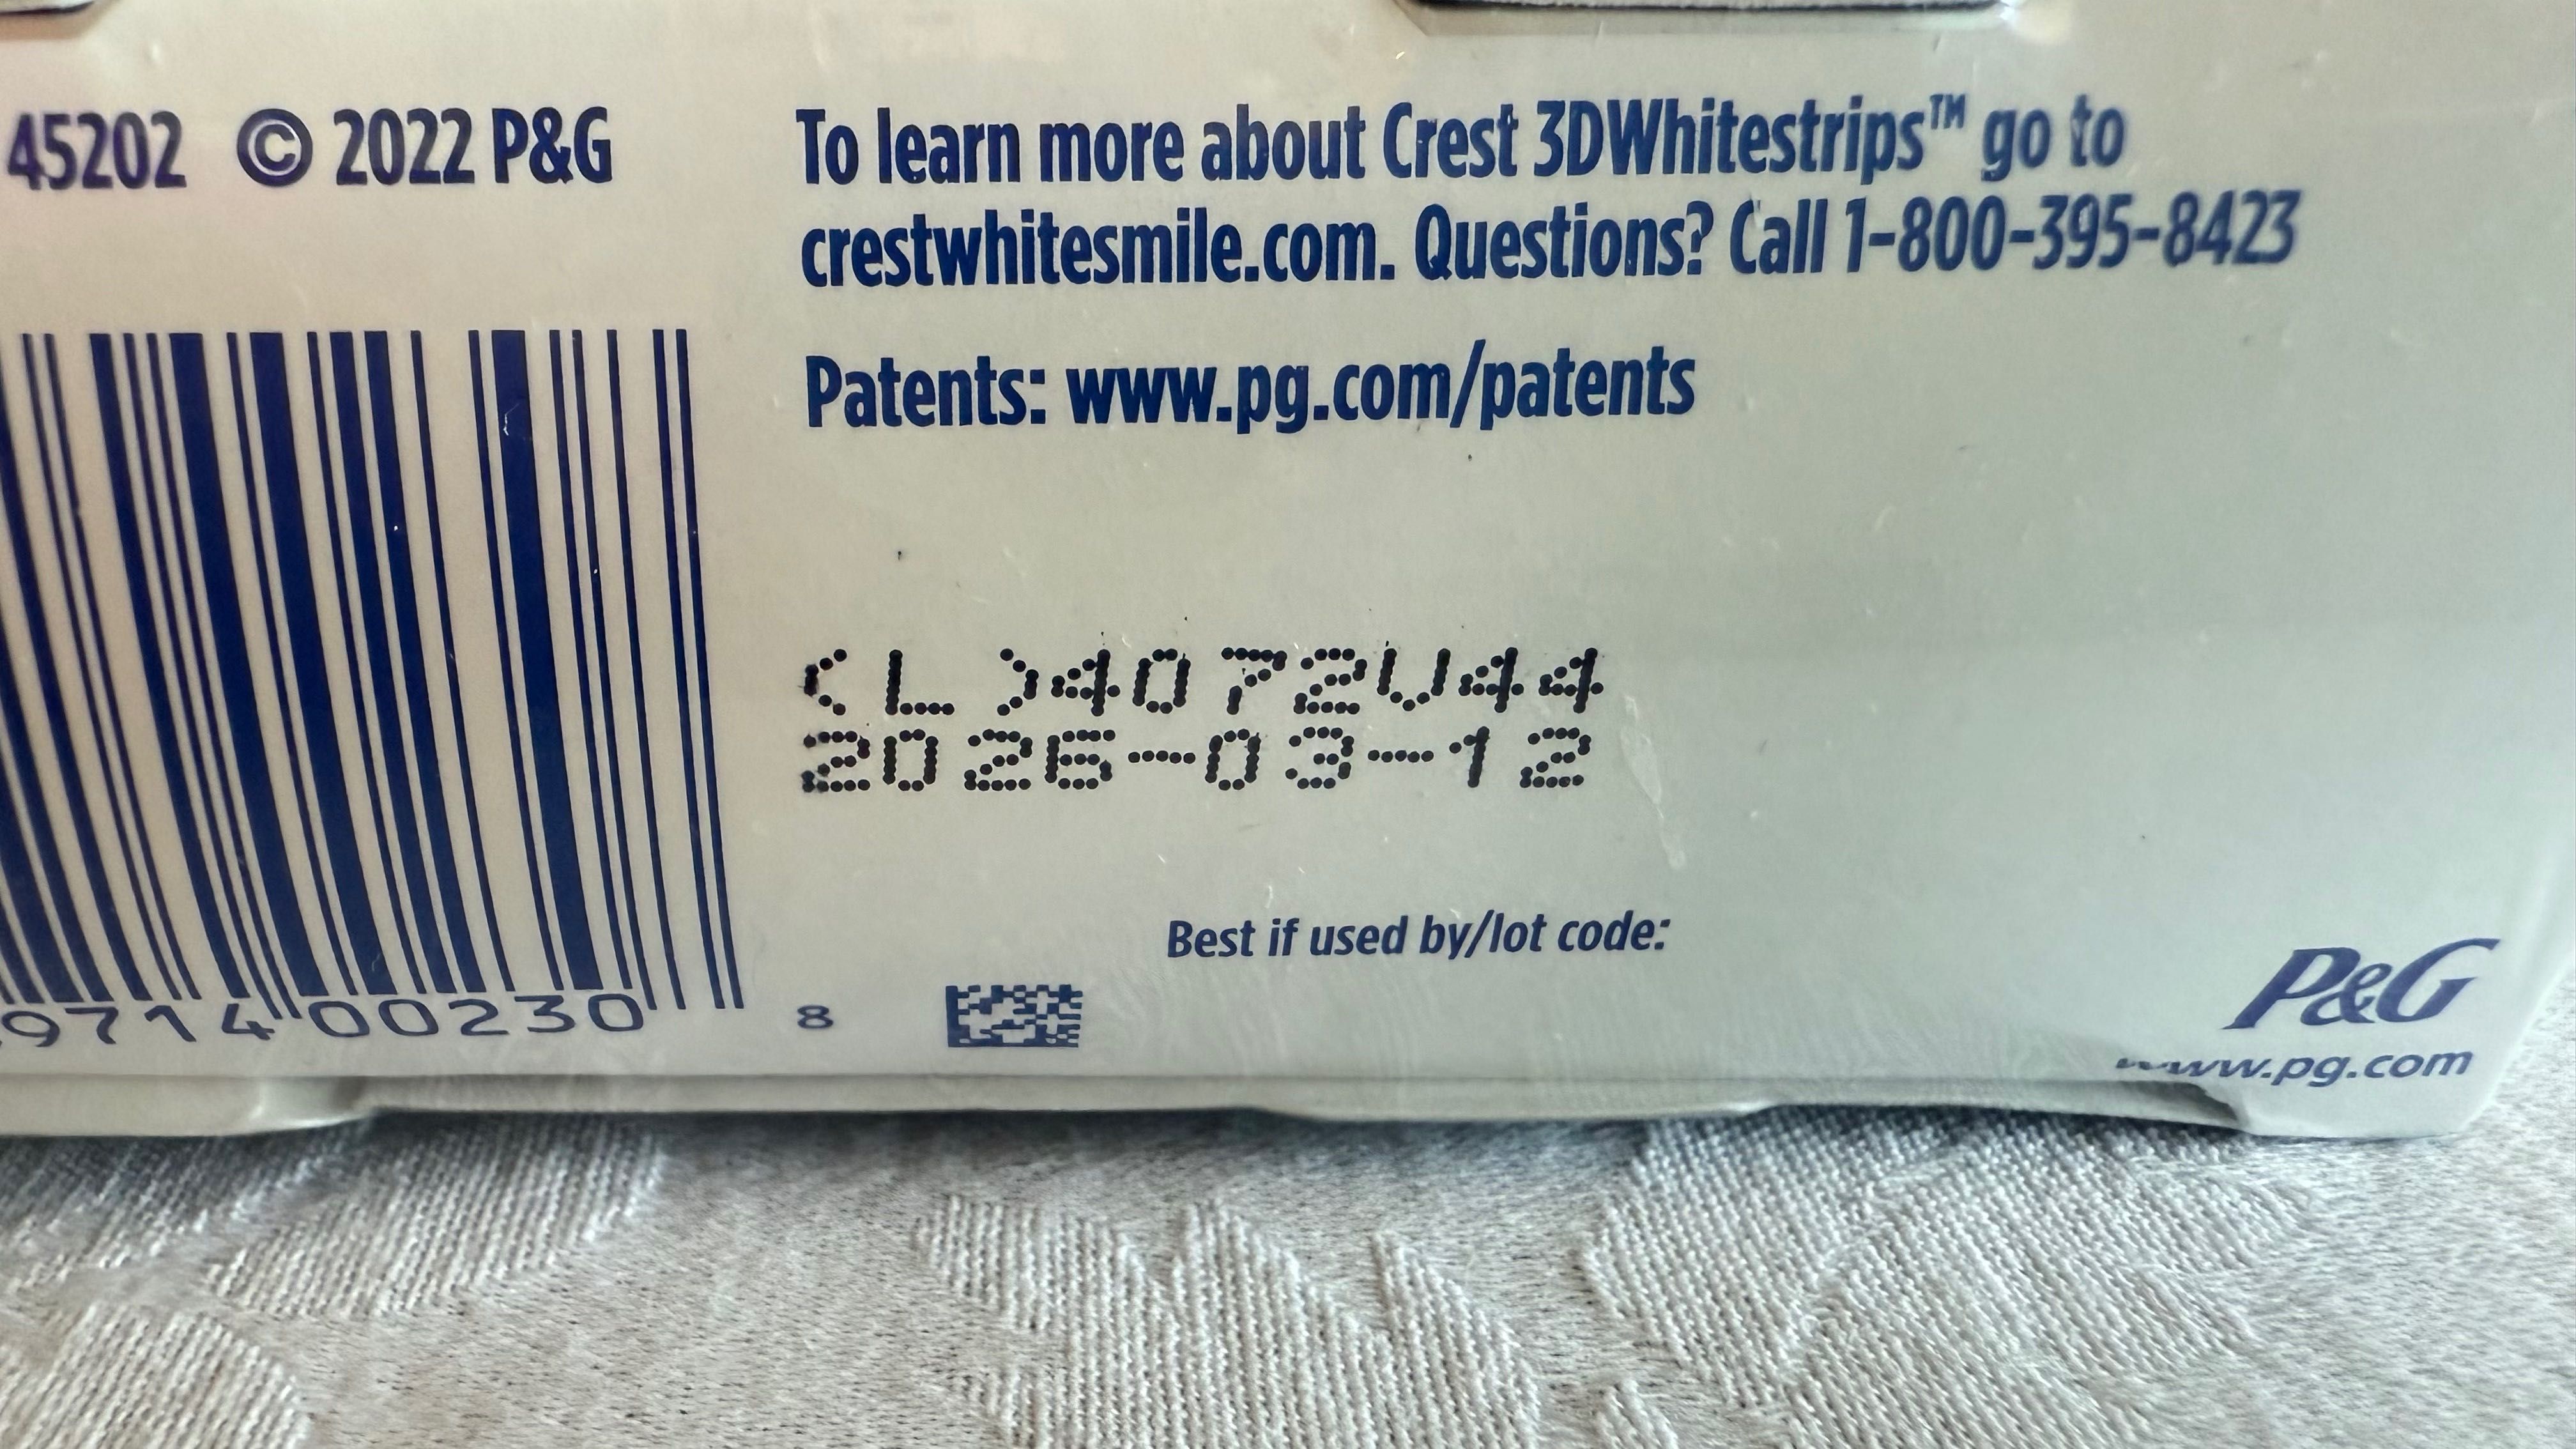 45202 © 2022 P&G
To learn more about Crest 3DWhitestrips™ go to
crestwhitesmile.com. Questions? Call 1-800-395-8423
Patents: www.pg.com/patents
(L)4072U44
2026-03-12
Best if used by/lot code:
9714 00230 8
P&G
www.pg.com